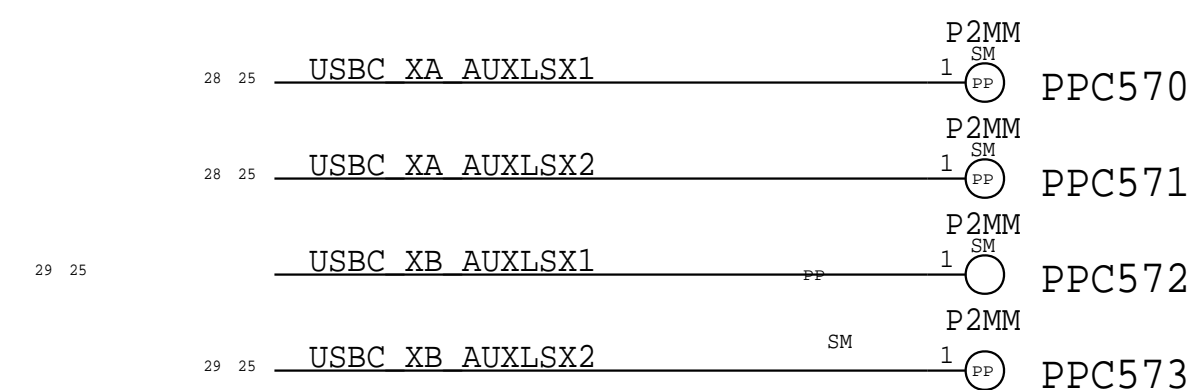 P2MM
SM
28 25 USBC_XA_AUXLSX1 1 PP PPC570
P2MM
SM
28 25 USBC_XA_AUXLSX2 1 PP PPC571
P2MM
SM
29 25 USBC_XB_AUXLSX1 PP 1 PPC572
P2MM
SM
29 25 USBC_XB_AUXLSX2 1 PP PPC573